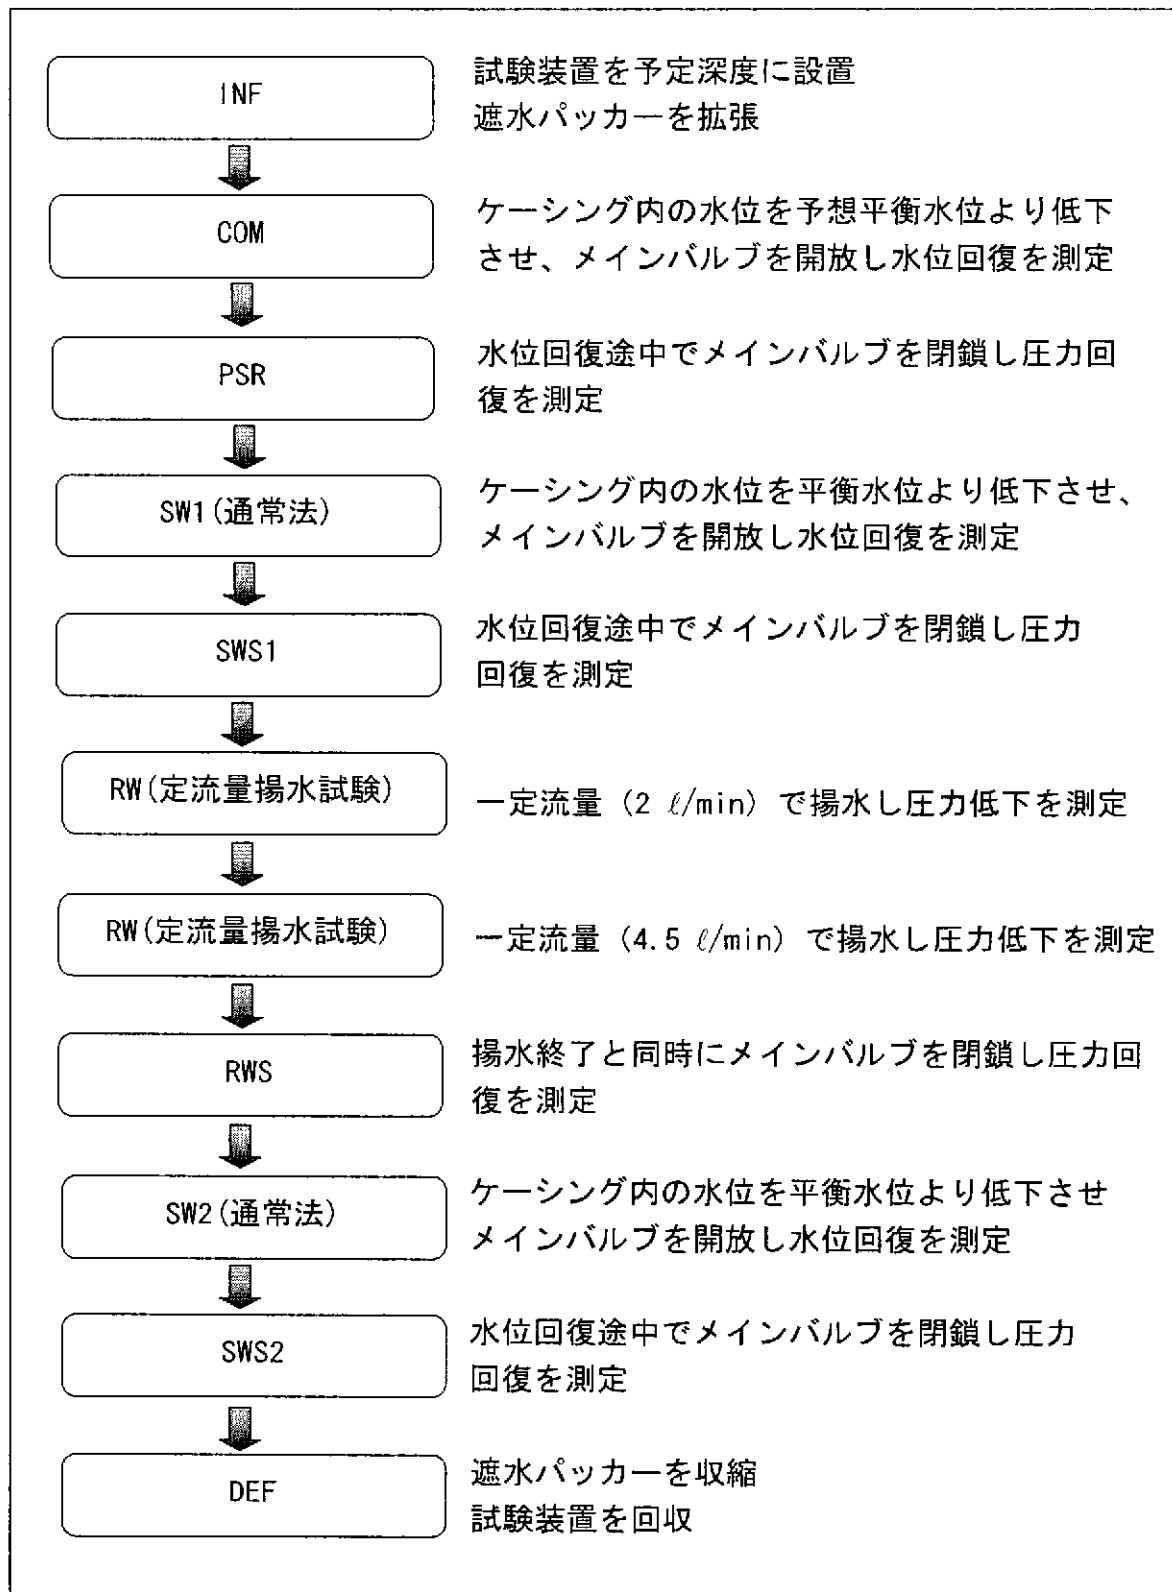 INF
試験装置を予定深度に設置
遮水パッカーを拡張
COM
ケーシング内の水位を予想平衡水位より低下
させ、メインバルブを開放し水位回復を測定
PSR
水位回復途中でメインバルブを閉鎖し圧力回
復を測定
SW1(通常法)
ケーシング内の水位を平衡水位より低下させ、
メインバルブを開放し水位回復を測定
SWS1
水位回復途中でメインバルブを閉鎖し圧力
回復を測定
RW(定流量揚水試験)
一定流量（2 ℓ/min）で揚水し圧力低下を測定
RW(定流量揚水試験)
一定流量（4.5 ℓ/min）で揚水し圧力低下を測定
RWS
揚水終了と同時にメインバルブを閉鎖し圧力回
復を測定
SW2(通常法)
ケーシング内の水位を平衡水位より低下させ
メインバルブを開放し水位回復を測定
SWS2
水位回復途中でメインバルブを閉鎖し圧力
回復を測定
DEF
遮水パッカーを収縮
試験装置を回収